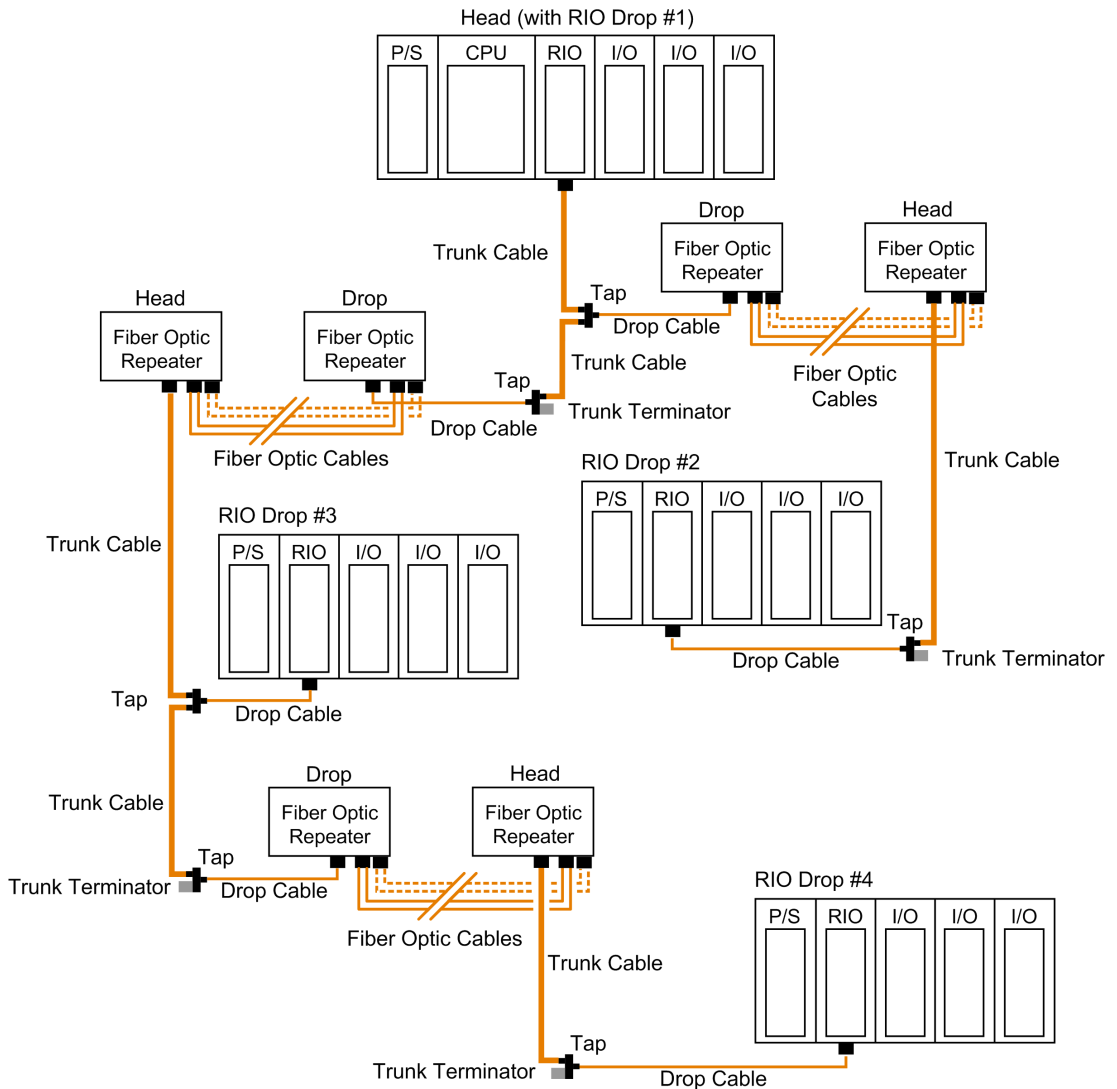 Head (with RIO Drop #1)
P/S CPU RIO I/O I/O I/O
Drop
Head
Trunk Cable
Fiber Optic
Repeater
Fiber Optic
Repeater
Head
Drop
Tap
Drop Cable
Fiber Optic
Repeater
Fiber Optic
Repeater
Trunk Cable
Fiber Optic
Cables
Tap
Trunk Terminator
Drop Cable
Fiber Optic Cables
RIO Drop #2
Trunk Cable
P/S RIO I/O I/O I/O
RIO Drop #3
Trunk Cable
P/S RIO I/O I/O I/O
Tap
Drop Cable
Trunk Terminator
Tap
Drop Cable
Drop
Head
Trunk Cable
Fiber Optic
Repeater
Fiber Optic
Repeater
Tap
Trunk Terminator
Drop Cable
RIO Drop #4
P/S RIO I/O I/O I/O
Fiber Optic Cables
Trunk Cable
Tap
Trunk Terminator
Drop Cable